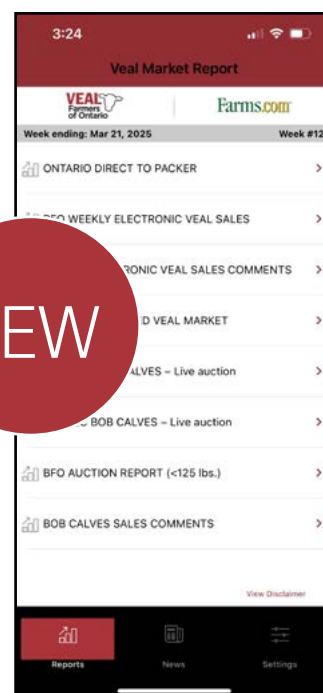 3:24
Veal Market Report
VEAL
Farmers
of Ontario
Farms.com
Week ending: Mar 21, 2025 Week #12
ONTARIO DIRECT TO PACKER
WEEKLY ELECTRONIC VEAL SALES
VEAL SALES COMMENTS
EW
VEAL MARKET
– Live auction
BOB CALVES – Live auction
BFO AUCTION REPORT (<125 lbs.)
BOB CALVES SALES COMMENTS
View Disclaimer
Reports News Settings